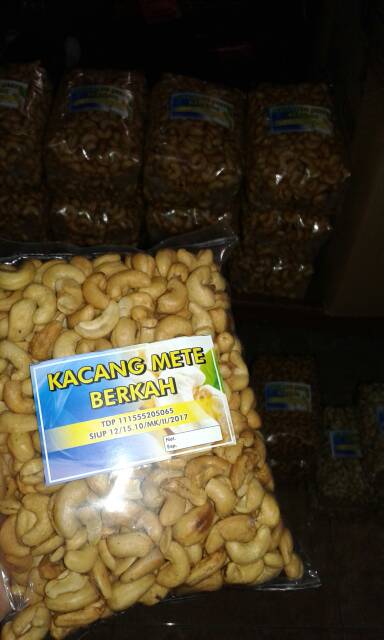 KACANG METE
BERKAH
TDP 111555205065
SIUP 12/15.10/MK/II/2017
Net.
Exp.